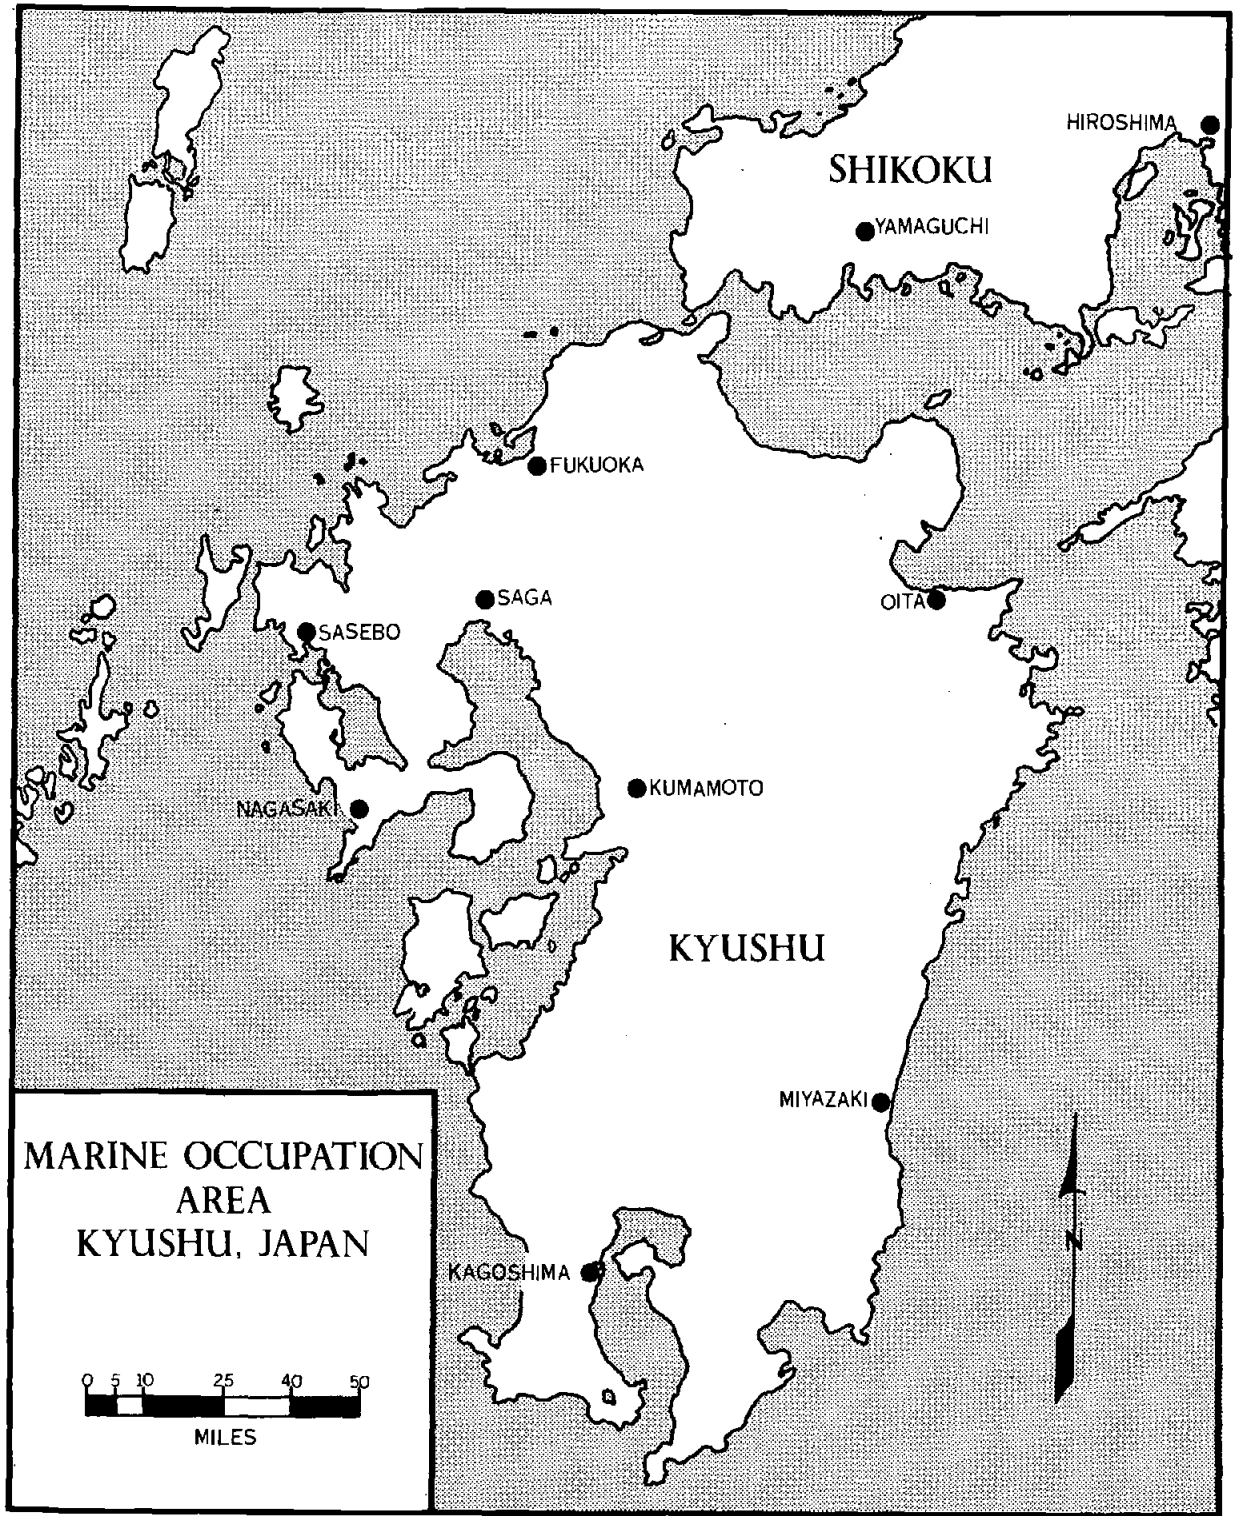 HIROSHIMA
SHIKOKU
YAMAGUCHI
FUKUOKA
SAGA
OITA
SASEBO
KUMAMOTO
NAGASAKI
KYUSHU
MIYAZAKI
MARINE OCCUPATION
AREA
KYUSHU, JAPAN
N
KAGOSHIMA
0 5 10 25 40 50
MILES